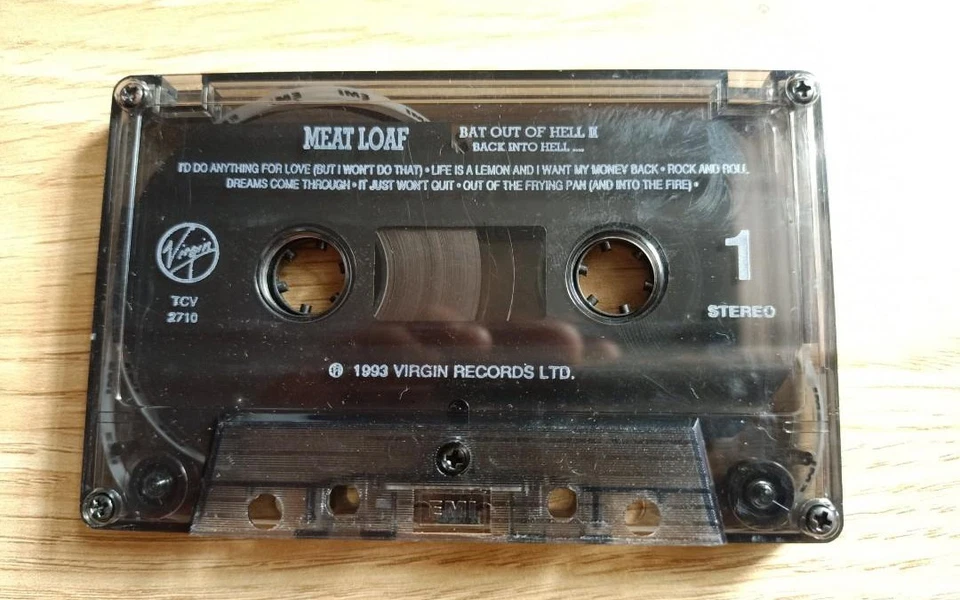 EMI EMI
MEAT LOAF
BAT OUT OF HELL II
BACK INTO HELL ....
I'D DO ANYTHING FOR LOVE (BUT I WON'T DO THAT) • LIFE IS A LEMON AND I WANT MY MONEY BACK • ROCK AND ROLL
DREAMS COME THROUGH • IT JUST WON'T QUIT • OUT OF THE FRYING PAN (AND INTO THE FIRE) •
Virgin
1
TCV
2710
STEREO
℗ 1993 VIRGIN RECORDS LTD.
EMI